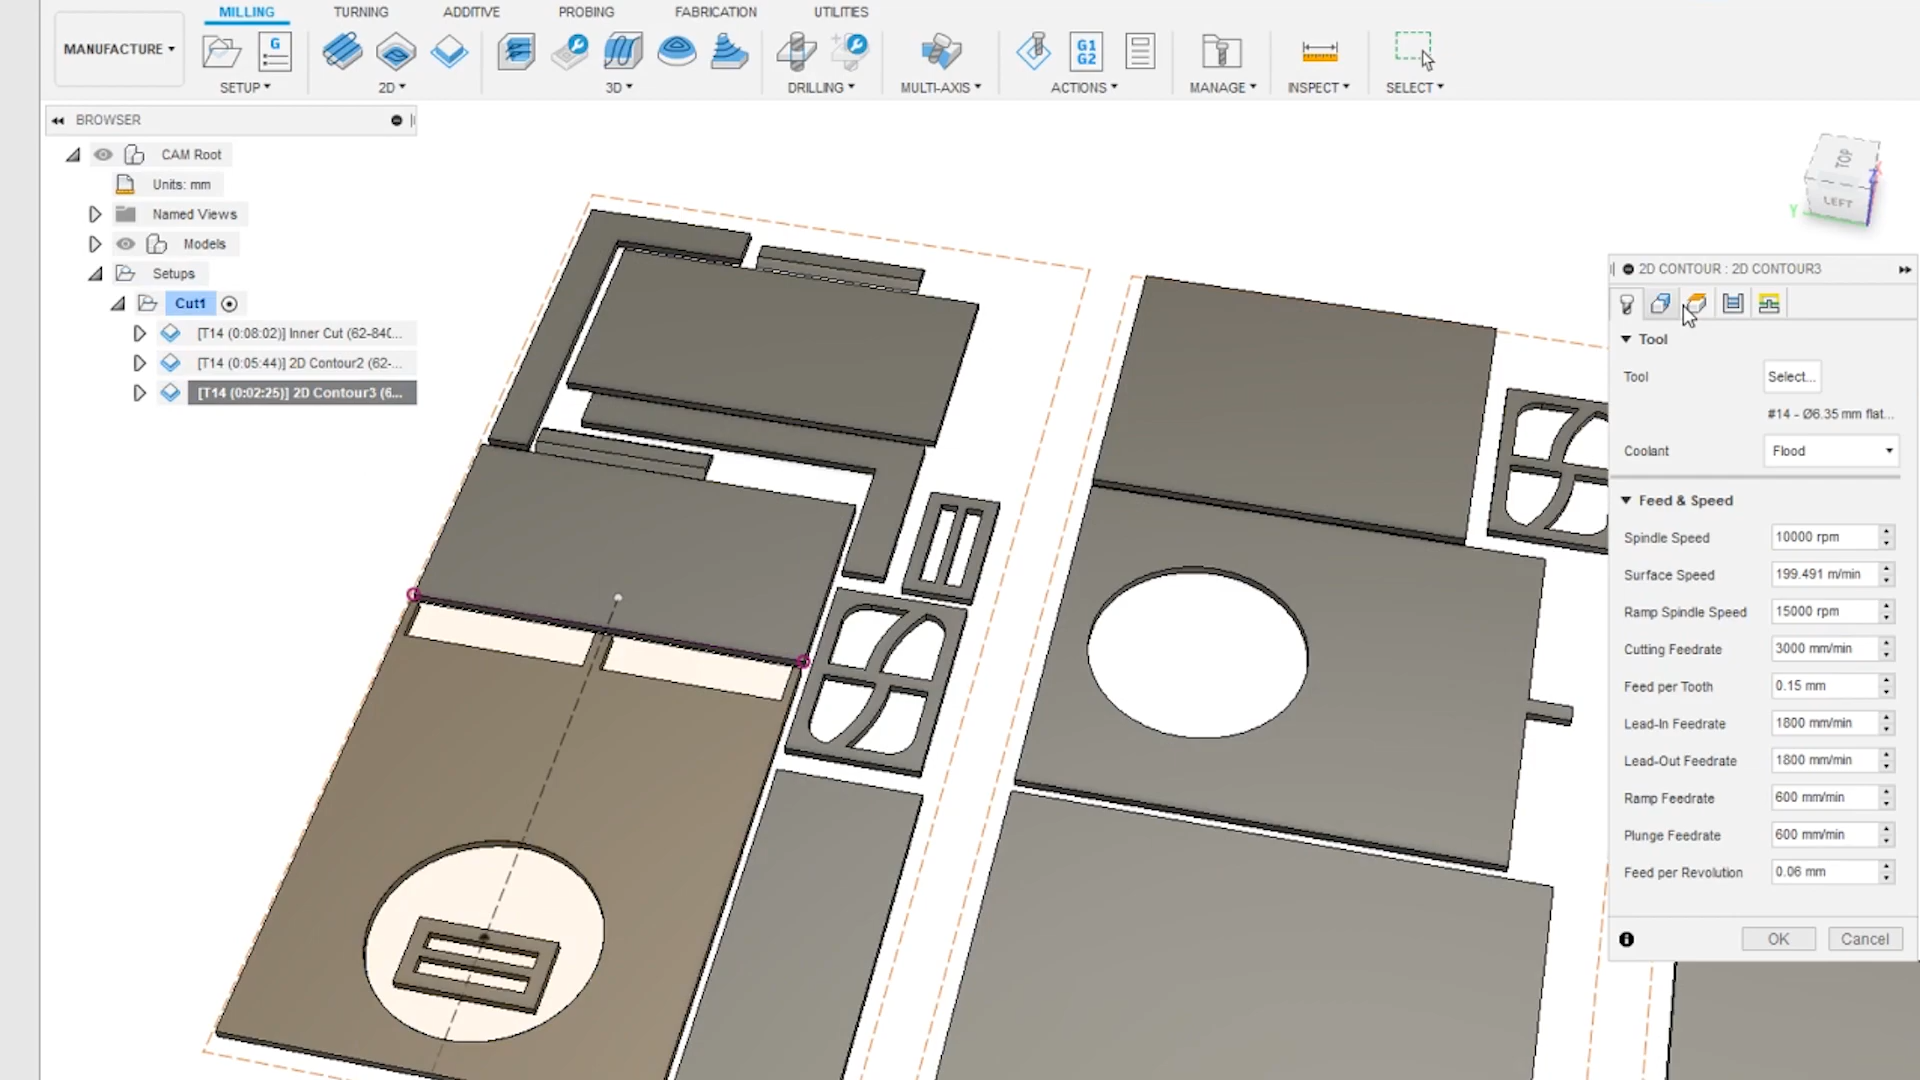 MILLING TURNING ADDITIVE PROBING FABRICATION UTILITIES
MANUFACTURE
G
G1
G2
SETUP 2D 3D DRILLING MULTI-AXIS ACTIONS MANAGE INSPECT SELECT
BROWSER
CAM Root
Units: mm
Named Views
Models
Setups
Cut1
[T14 (0:08:02)] Inner Cut (62-84(...
[T14 (0:05:44)] 2D Contour2 (62-...
[T14 (0:02:25)] 2D Contour3 (6...
TOP
LEFT
Y
2D CONTOUR : 2D CONTOUR3
Tool
Tool Select...
#14 - Ø6.35 mm flat...
Coolant Flood
Feed & Speed
Spindle Speed 10000 rpm
Surface Speed 199.491 m/min
Ramp Spindle Speed 15000 rpm
Cutting Feedrate 3000 mm/min
Feed per Tooth 0.15 mm
Lead-In Feedrate 1800 mm/min
Lead-Out Feedrate 1800 mm/min
Ramp Feedrate 600 mm/min
Plunge Feedrate 600 mm/min
Feed per Revolution 0.06 mm
OK Cancel